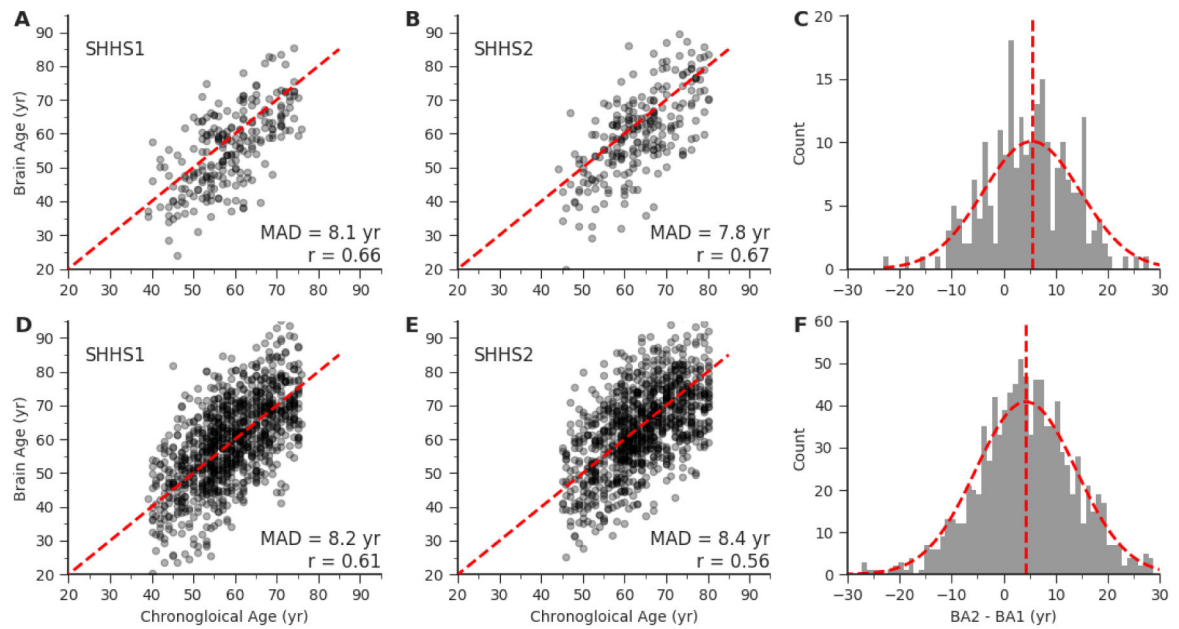 A
SHHS1
90
80
70
60
50
40
30
20
Brain Age (yr)
MAD = 8.1 yr
r = 0.66
20 30 40 50 60 70 80 90
B
SHHS2
90
80
70
60
50
40
30
20
MAD = 7.8 yr
r = 0.67
20 30 40 50 60 70 80 90
C
20
15
10
5
0
Count
−30 −20 −10 0 10 20 30
D
SHHS1
90
80
70
60
50
40
30
20
Brain Age (yr)
MAD = 8.2 yr
r = 0.61
20 30 40 50 60 70 80 90
Chronogloical Age (yr)
E
SHHS2
90
80
70
60
50
40
30
20
MAD = 8.4 yr
r = 0.56
20 30 40 50 60 70 80 90
Chronogloical Age (yr)
F
60
50
40
30
20
10
0
Count
−30 −20 −10 0 10 20 30
BA2 - BA1 (yr)